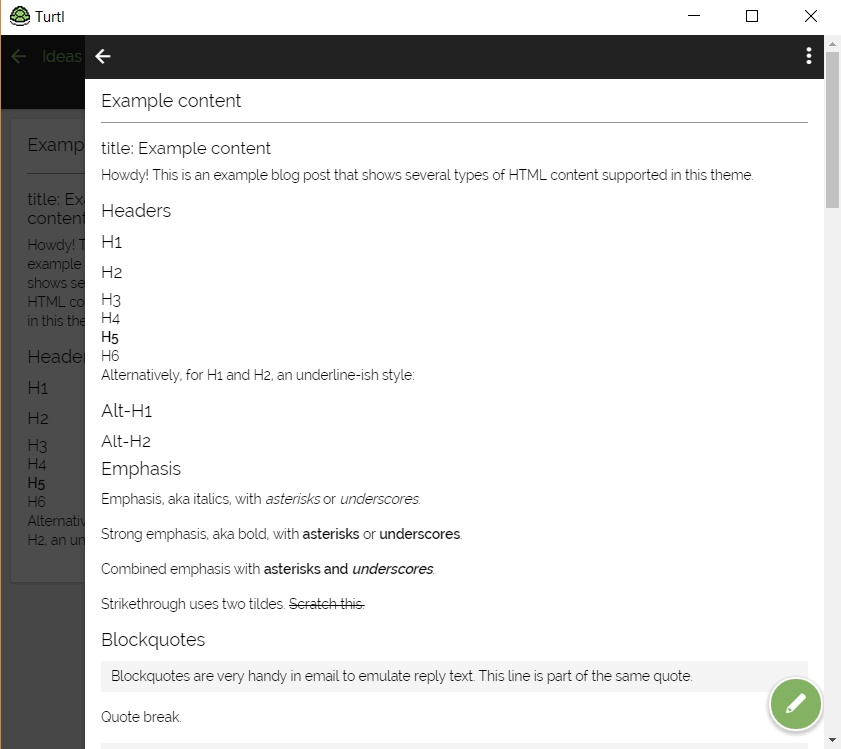 Turtl
Ideas
Example content
title: Example content
Howdy! This is an example blog post that shows several types of HTML content supported in this theme.
Headers
H1
H2
H3
H4
H5
H6
Alternatively, for H1 and H2, an underline-ish style:
Alt-H1
Alt-H2
Emphasis
Emphasis, aka italics, with asterisks or underscores.
Strong emphasis, aka bold, with asterisks or underscores.
Combined emphasis with asterisks and underscores.
Strikethrough uses two tildes. Scratch this.
Blockquotes
Blockquotes are very handy in email to emulate reply text. This line is part of the same quote.
Quote break.
Examp
title: Ex
content
Howdy! T
example
shows se
HTML co
in this the
Header
H1
H2
H3
H4
H5
H6
Alternativ
H2, an un